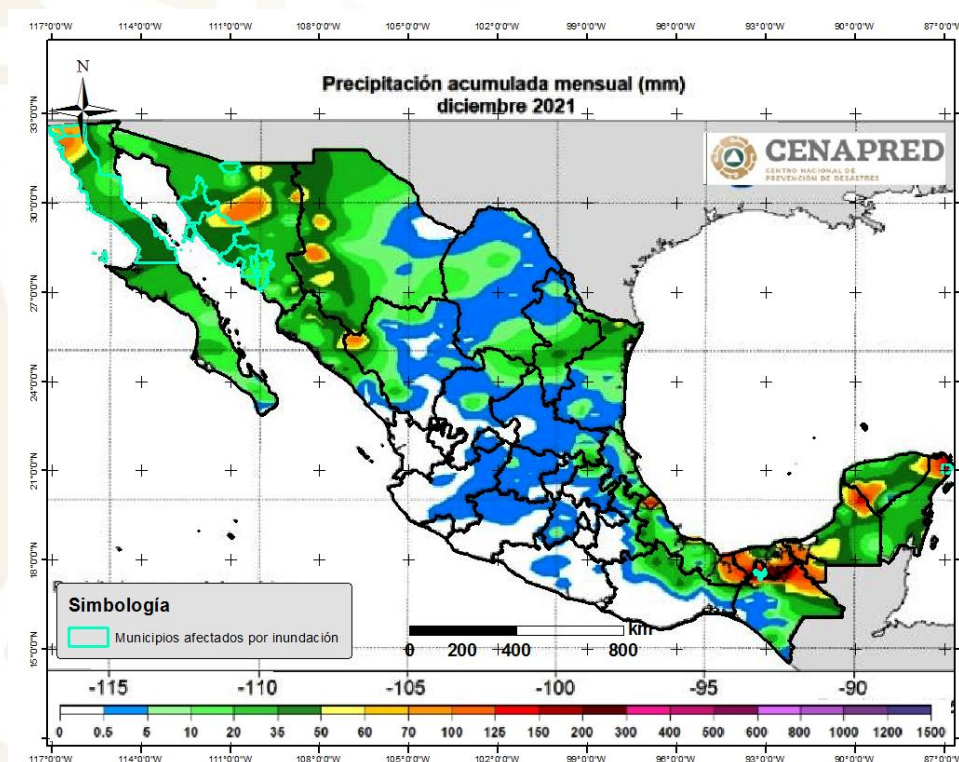 117°0'0"O 114°0'0"O 111°0'0"O 108°0'0"O 105°0'0"O 102°0'0"O 99°0'0"O 96°0'0"O 93°0'0"O 90°0'0"O 87°0'0"O
N
Precipitación acumulada mensual (mm)
diciembre 2021
CENAPRED
CENTRO NACIONAL DE
PREVENCIÓN DE DESASTRES
33°0'0"N
30°0'0"N
27°0'0"N
24°0'0"N
21°0'0"N
18°0'0"N
15°0'0"N
Simbología
Municipios afectados por inundación
km
0 200 400 800
-115 -110 -105 -100 -95 -90
0 0.5 5 10 20 35 50 60 70 100 125 150 200 300 400 500 600 800 1000 1200 1500
117°0'0"O 114°0'0"O 111°0'0"O 108°0'0"O 105°0'0"O 102°0'0"O 99°0'0"O 96°0'0"O 93°0'0"O 90°0'0"O 87°0'0"O